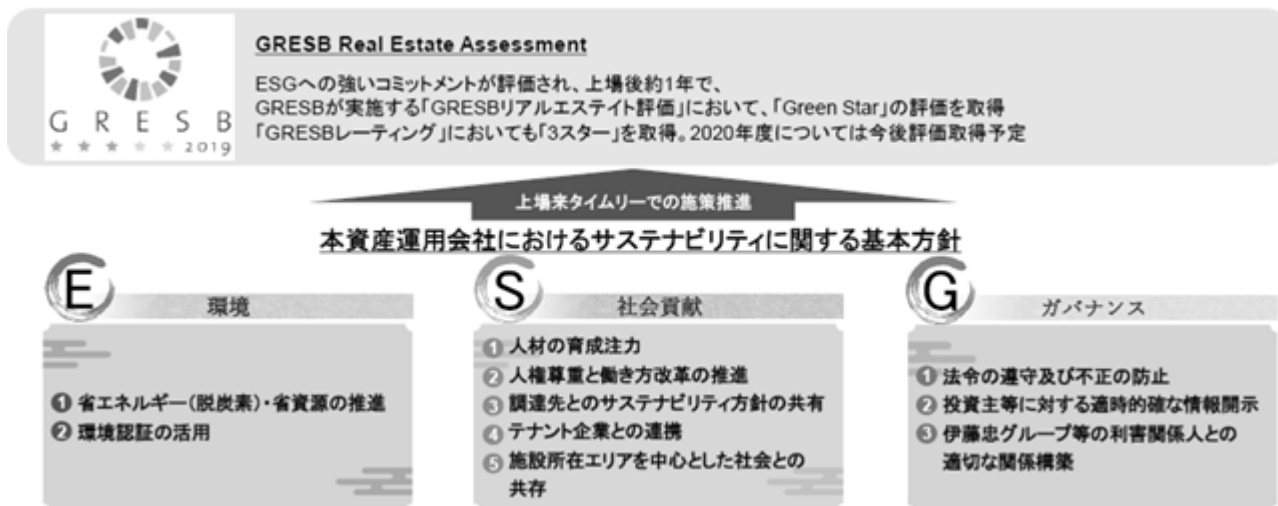 GRESB
★★★★★ 2019
GRESB Real Estate Assessment
ESGへの強いコミットメントが評価され、上場後約1年で、
GRESBが実施する「GRESBリアルエステイト評価」において、「Green Star」の評価を取得
「GRESBレーティング」においても「3スター」を取得。2020年度については今後評価取得予定
上場来タイムリーでの施策推進
本資産運用会社におけるサステナビリティに関する基本方針
E
環境
❶ 省エネルギー(脱炭素)・省資源の推進
❷ 環境認証の活用
S
社会貢献
❶ 人材の育成注力
❷ 人権尊重と働き方改革の推進
❸ 調達先とのサステナビリティ方針の共有
❹ テナント企業との連携
❺ 施設所在エリアを中心とした社会との
共存
G
ガバナンス
❶ 法令の遵守及び不正の防止
❷ 投資主等に対する適時的確な情報開示
❸ 伊藤忠グループ等の利害関係人との
適切な関係構築